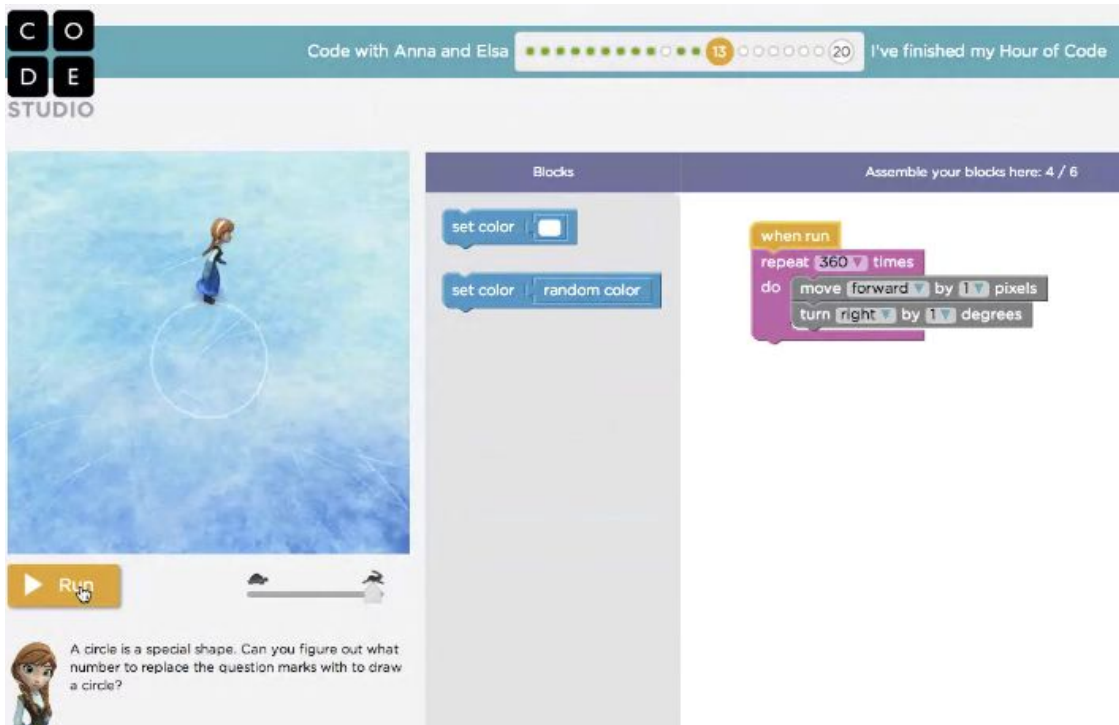 C O
D E
STUDIO
Code with Anna and Elsa 13 20 I've finished my Hour of Code
Blocks
Assemble your blocks here: 4 / 6
set color
set color random color
when run
repeat 360 times
do move forward by 1 pixels
turn right by 1 degrees
Run
A circle is a special shape. Can you figure out what
number to replace the question marks with to draw
a circle?